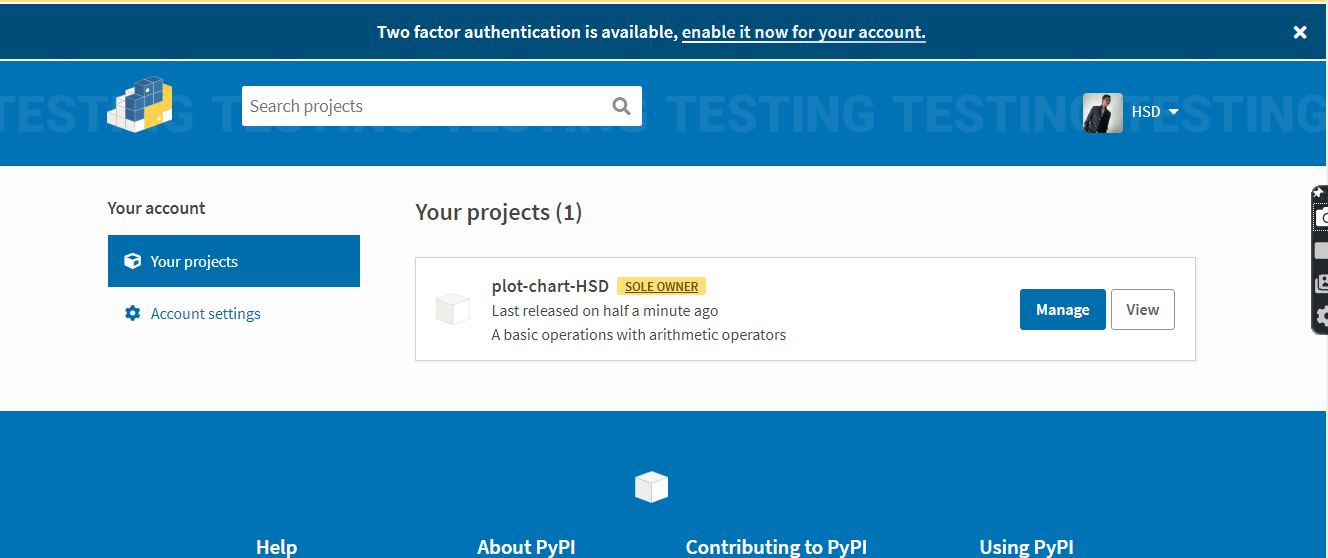 Two factor authentication is available, enable it now for your account.
TESTING TESTING TESTING TESTING TESTING TESTING
Search projects
HSD
Your account
Your projects
Account settings
Your projects (1)
plot-chart-HSD SOLE OWNER
Last released on half a minute ago
A basic operations with arithmetic operators
Manage View
Help About PyPI Contributing to PyPI Using PyPI